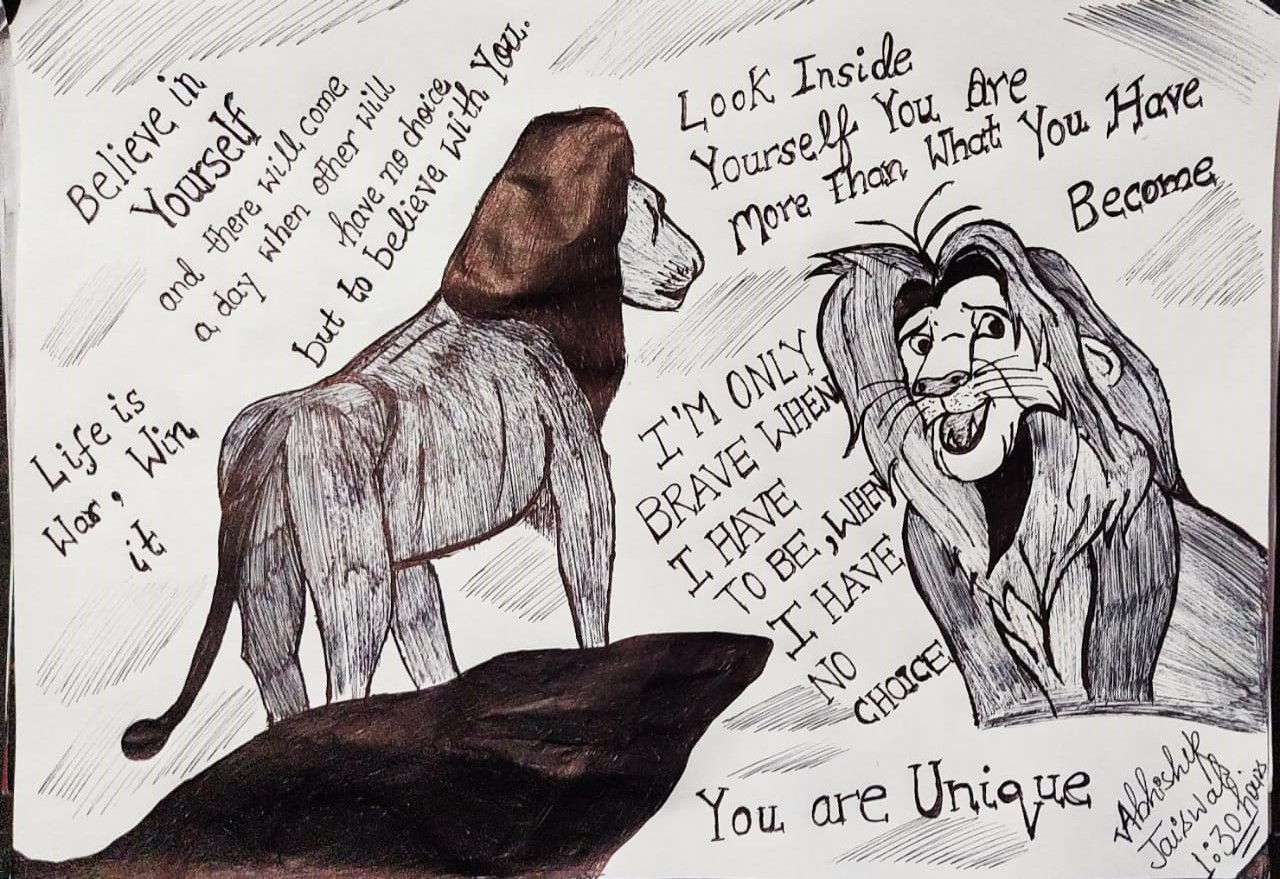 Believe in
Yourself
and there will come
a day when other will
have no choice
but to believe with You.
Life is
War, Win
it
Look Inside
Yourself You Are
More Than What You Have
Become
I'M ONLY
BRAVE WHEN
I HAVE
TO BE, WHEN
I HAVE
NO
CHOICE
You are Unique
Abhishek
Jaiswal
1:30 hours